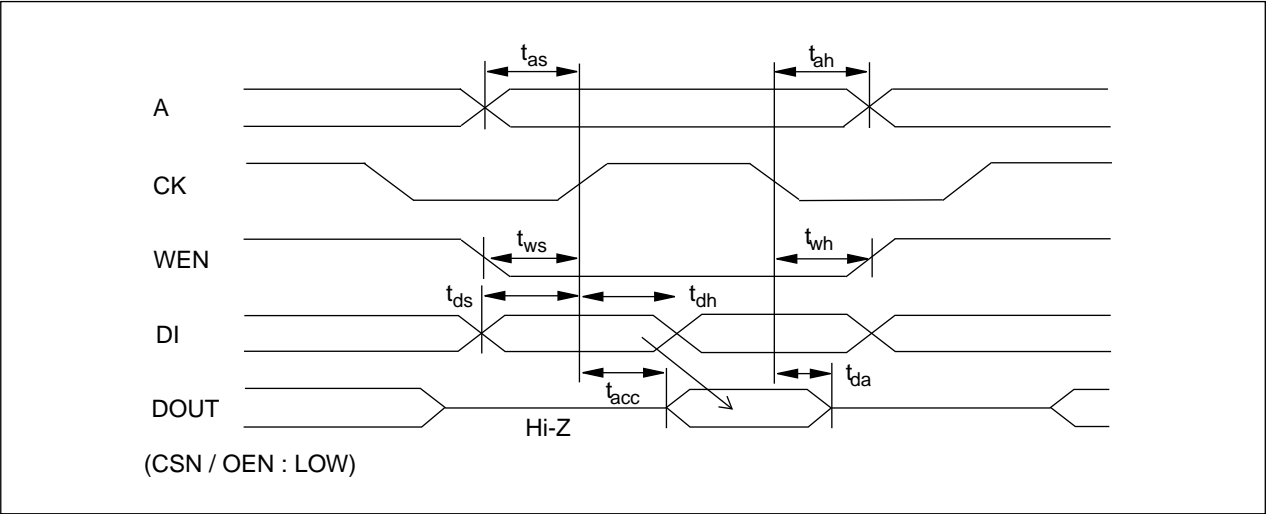 tas
tah
A
CK
WEN
tws
twh
tds
tdh
DI
tacc
tda
DOUT
Hi-Z
(CSN / OEN : LOW)